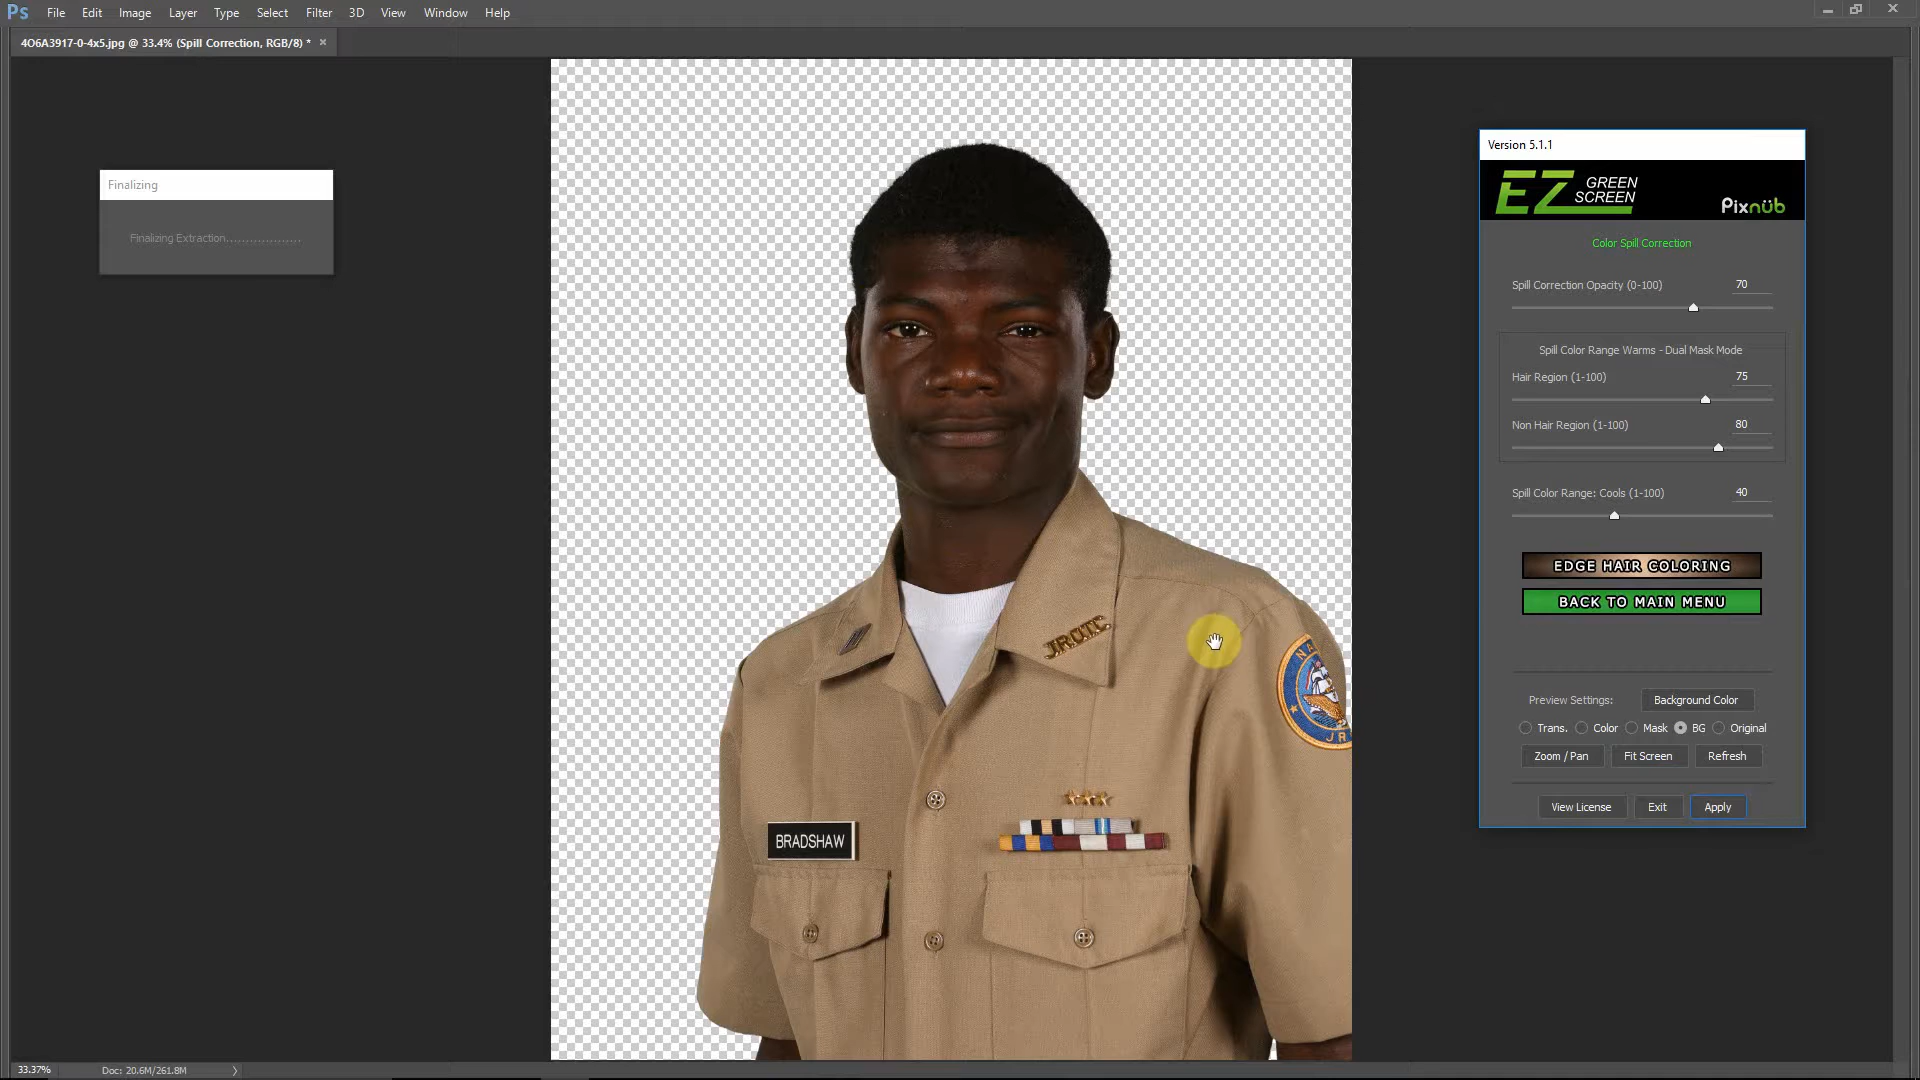 Ps File Edit Image Layer Type Select Filter 3D View Window Help
4O6A3917-0-4x5.jpg @ 33.4% (Spill Correction, RGB/8) * ×
Version 5.1.1
EZ GREEN SCREEN
Pixnüb
Finalizing
Finalizing Extraction...................
Color Spill Correction
Spill Correction Opacity (0-100) 70
Spill Color Range Warms - Dual Mask Mode
Hair Region (1-100) 75
Non Hair Region (1-100) 80
Spill Color Range: Cools (1-100) 40
EDGE HAIR COLORING
BACK TO MAIN MENU
Preview Settings: Background Color
Trans. Color Mask BG Original
Zoom / Pan Fit Screen Refresh
View License Exit Apply
JROTC
NA
JR
BRADSHAW
33.37% Doc: 20.6M/261.8M